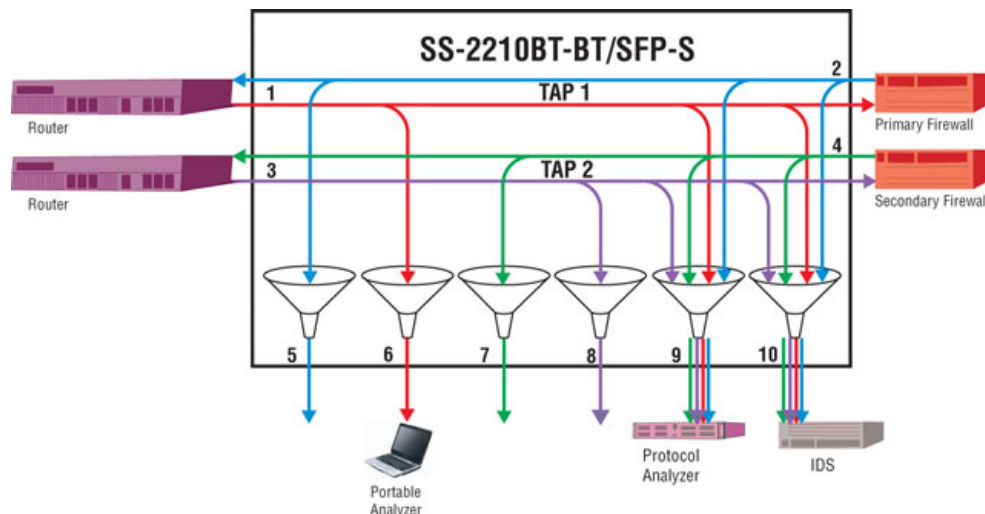 SS-2210BT-BT/SFP-S
2
1
TAP 1
Router
Primary Firewall
4
3
TAP 2
Router
Secondary Firewall
5
6
7
8
9
10
Portable
Analyzer
Protocol
Analyzer
IDS